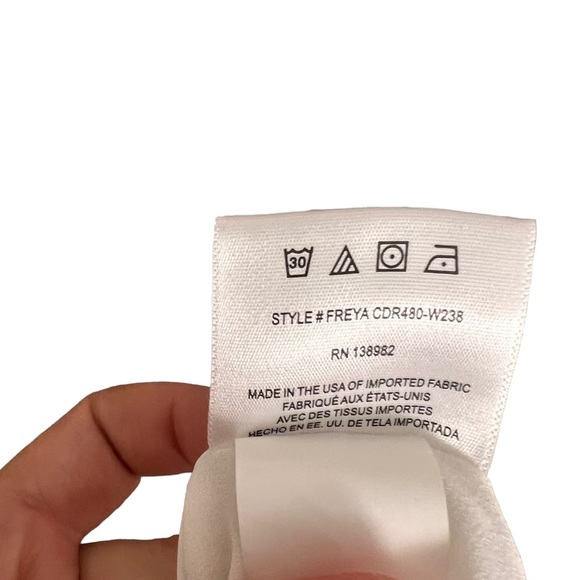 30
STYLE # FREYA CDR480-W238
RN 138982
MADE IN THE USA OF IMPORTED FABRIC
FABRIQUÉ AUX ÉTATS-UNIS
AVEC DES TISSUS IMPORTES
HECHO EN EE. UU. DE TELA IMPORTADA